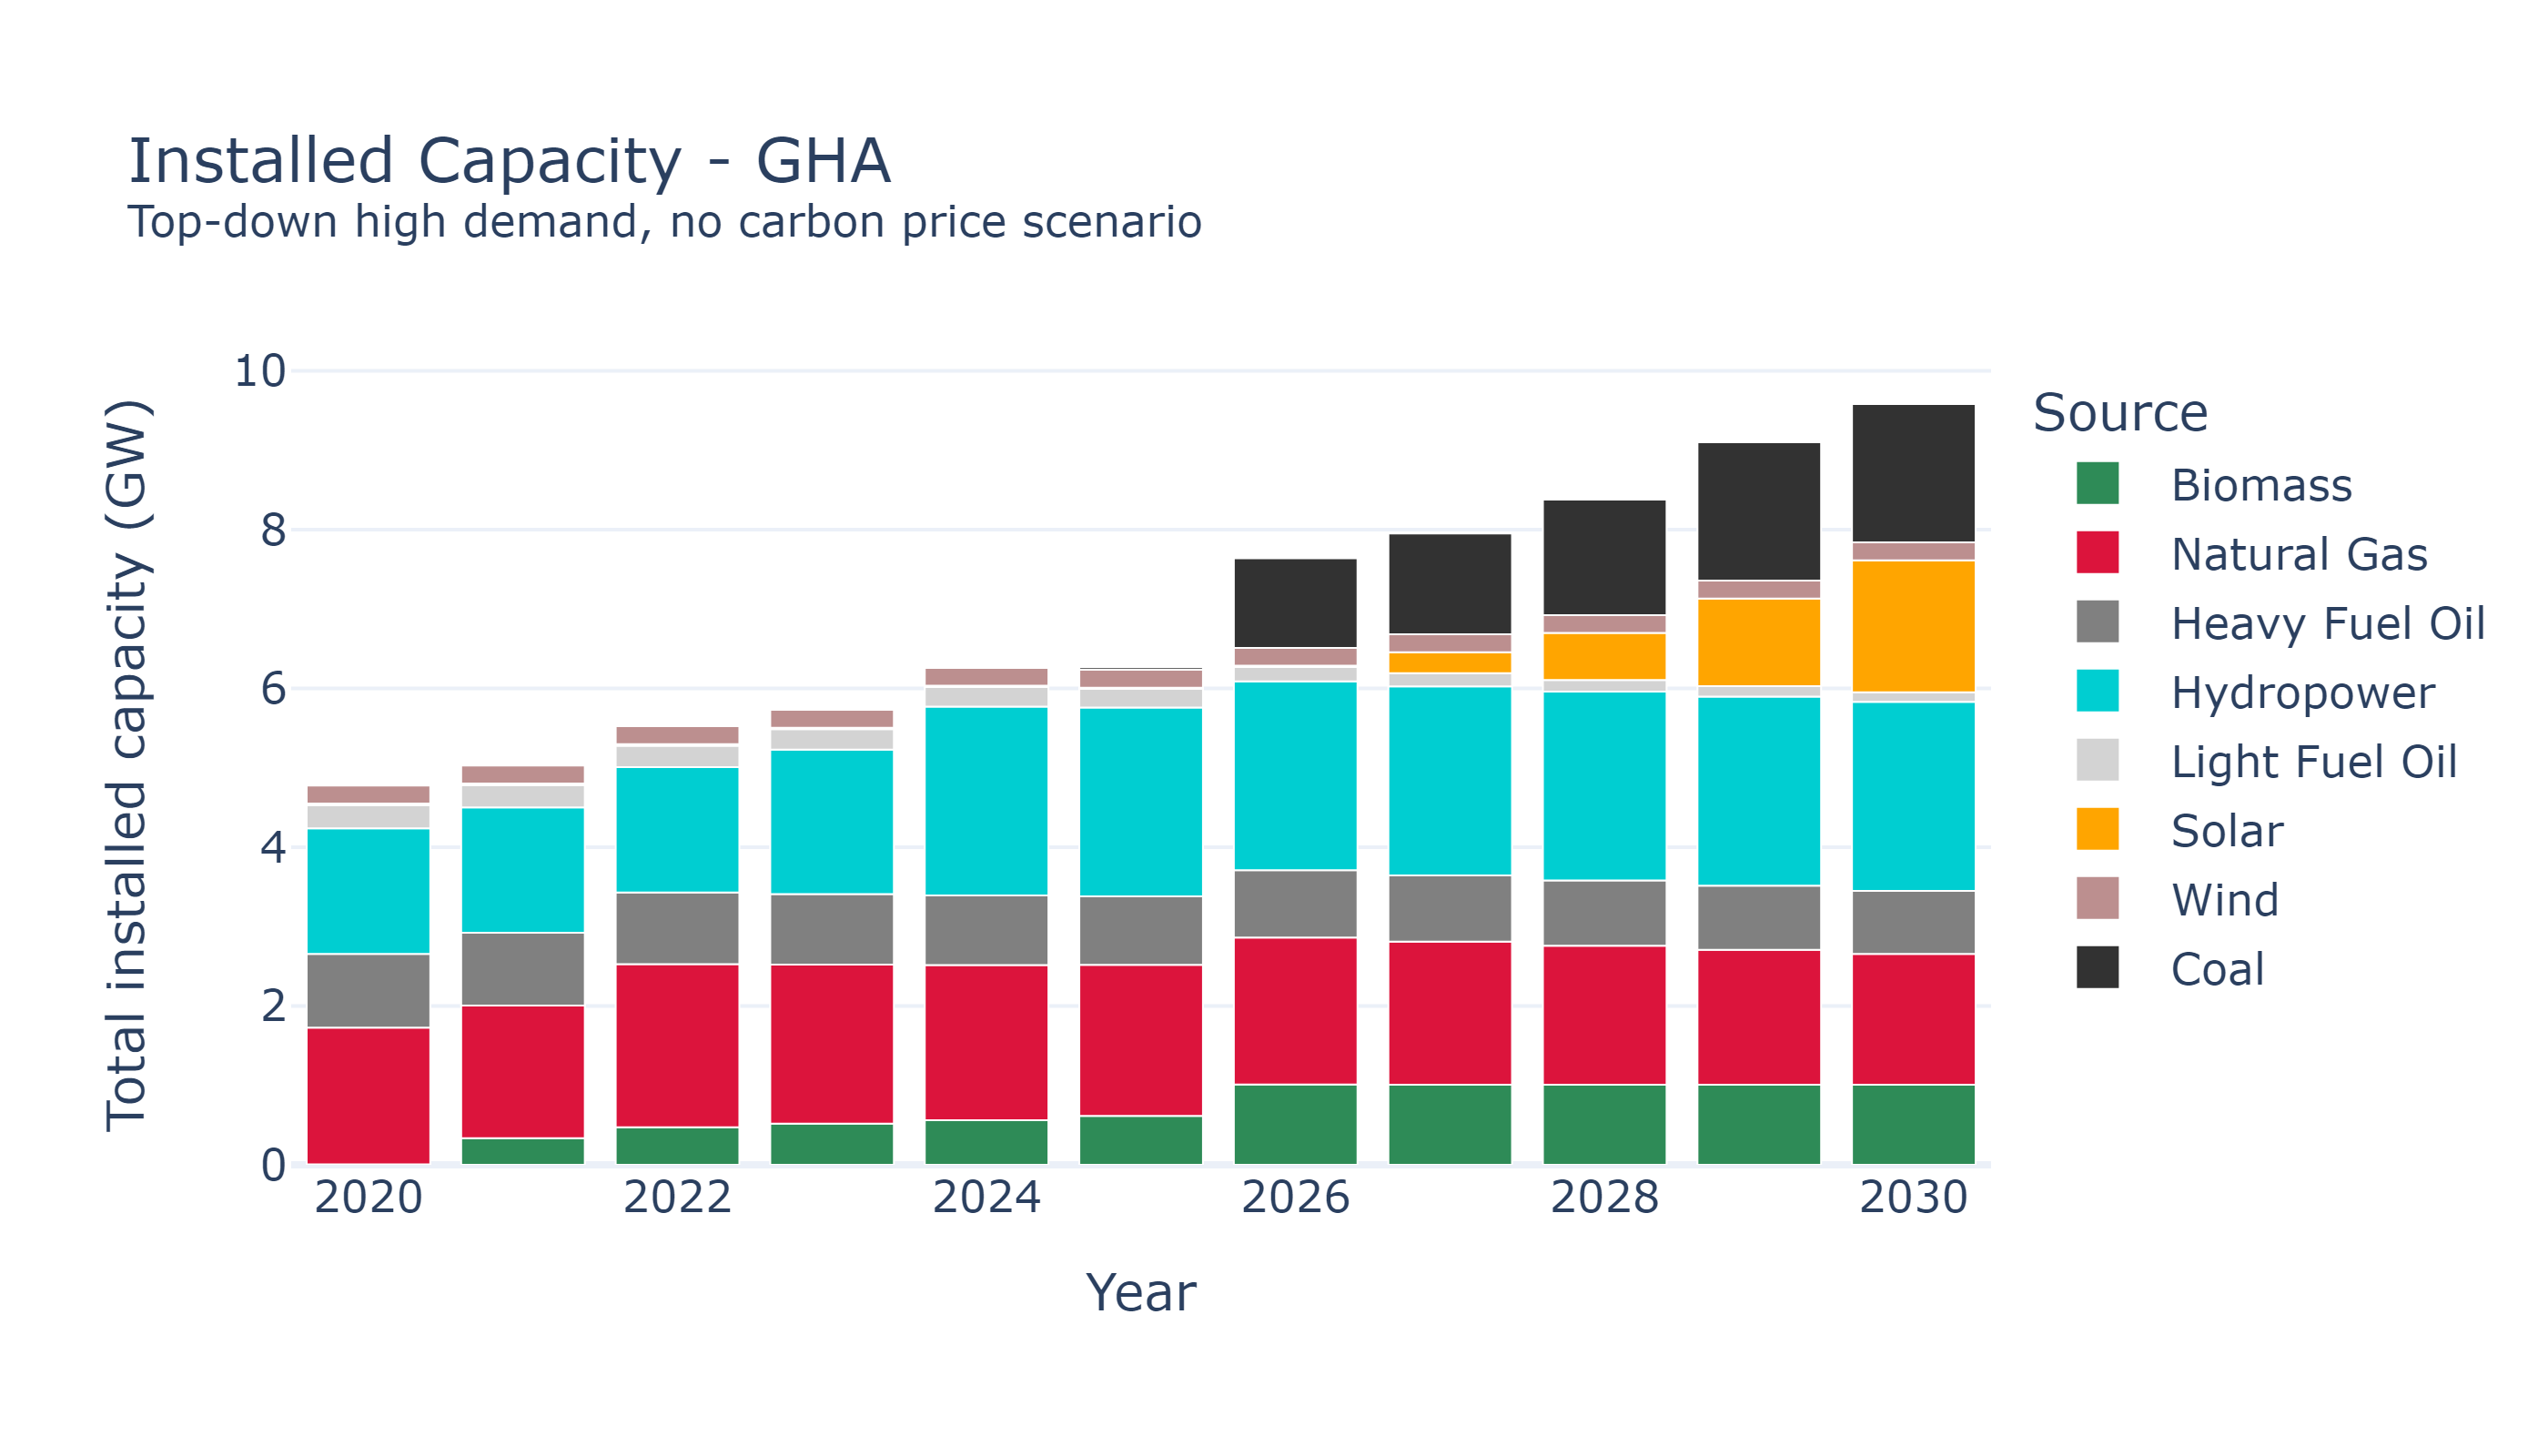 Installed Capacity - GHA
Top-down high demand, no carbon price scenario
Total installed capacity (GW)
10
8
6
4
2
0
2020 2022 2024 2026 2028 2030
Year
Source
Biomass
Natural Gas
Heavy Fuel Oil
Hydropower
Light Fuel Oil
Solar
Wind
Coal